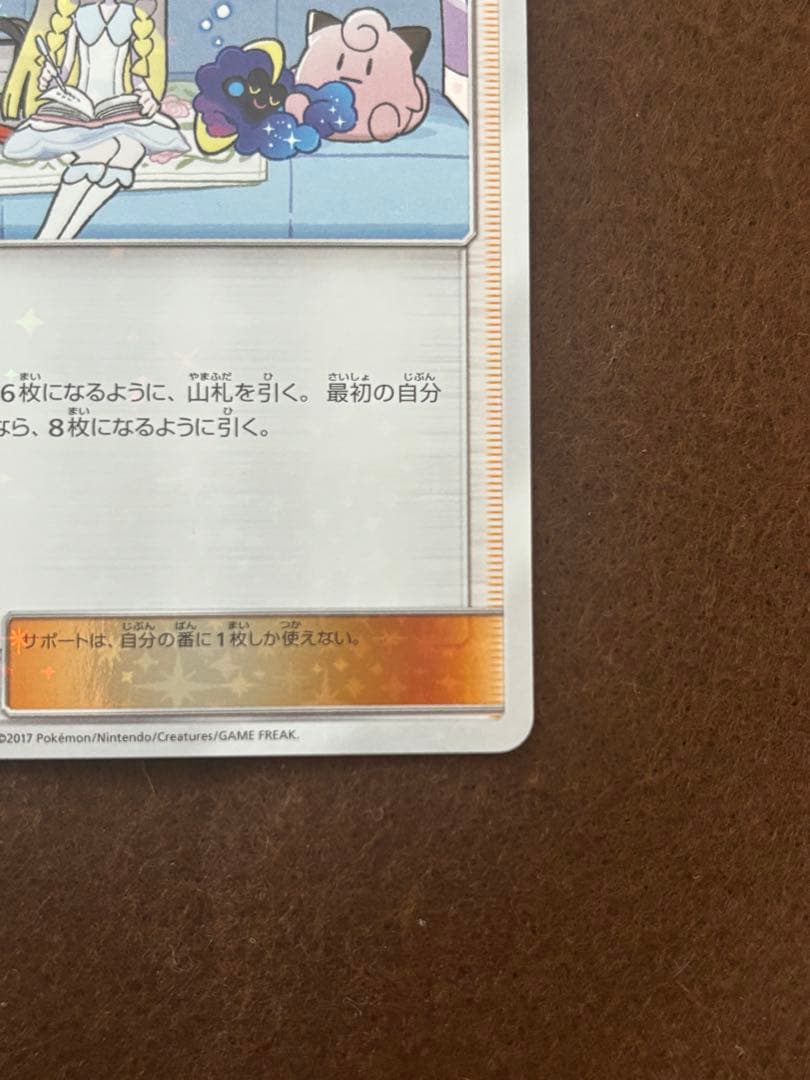 6枚になるように、山札を引く。 最初の自分
なら、8枚になるように引く。
サポートは、自分の番に1枚しか使えない。
©2017 Pokémon/Nintendo/Creatures/GAME FREAK.